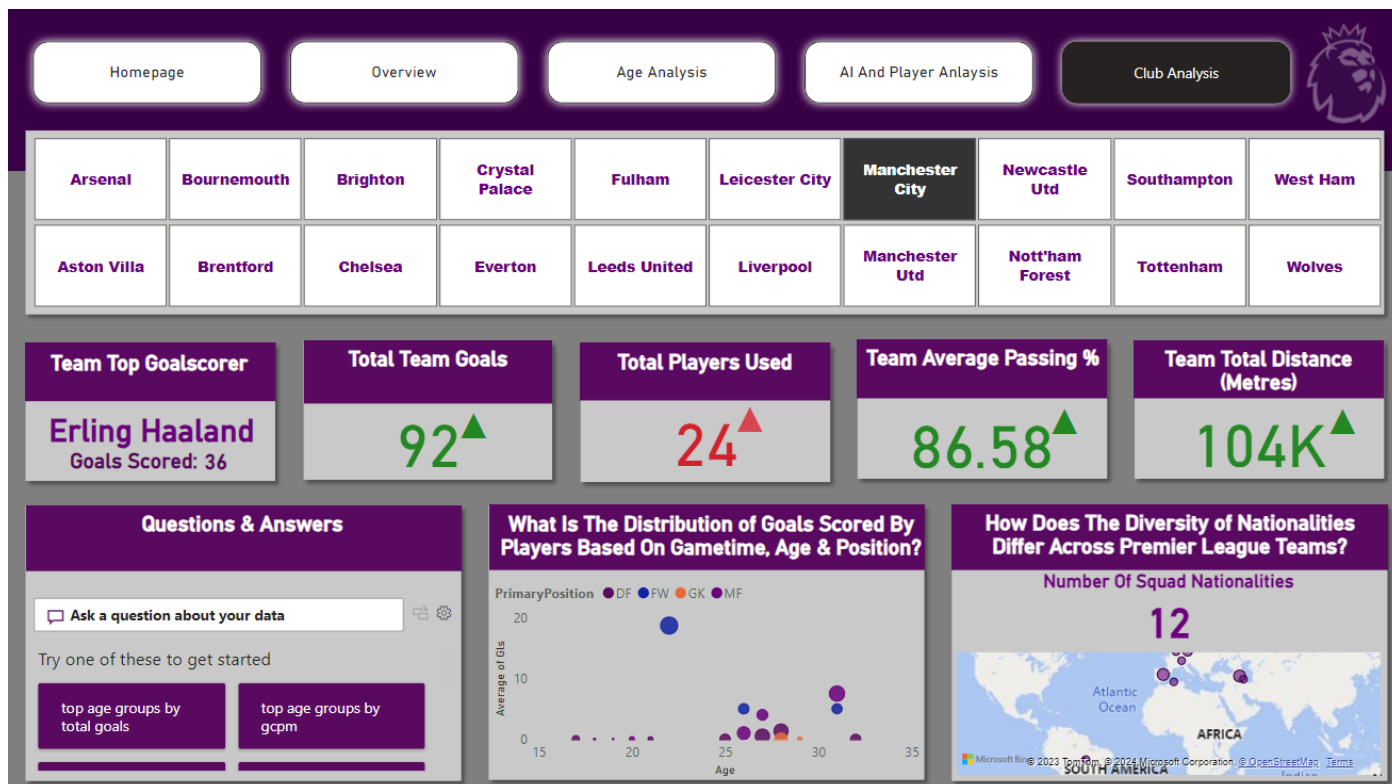 Homepage
Overview
Age Analysis
AI And Player Anlaysis
Club Analysis
Arsenal
Bournemouth
Brighton
Crystal
Palace
Fulham
Leicester City
Manchester
City
Newcastle
Utd
Southampton
West Ham
Aston Villa
Brentford
Chelsea
Everton
Leeds United
Liverpool
Manchester
Utd
Nott'ham
Forest
Tottenham
Wolves
Team Top Goalscorer
Erling Haaland
Goals Scored: 36
Total Team Goals
92
Total Players Used
24
Team Average Passing %
86.58
Team Total Distance
(Metres)
104K
Questions & Answers
Ask a question about your data
Try one of these to get started
top age groups by
total goals
top age groups by
gcpm
What Is The Distribution of Goals Scored By
Players Based On Gametime, Age & Position?
PrimaryPosition DF FW GK MF
Average of Gls
20
10
0
15 20 25 30 35
Age
How Does The Diversity of Nationalities
Differ Across Premier League Teams?
Number Of Squad Nationalities
12
Atlantic
Ocean
AFRICA
SOUTH AMERICA
Microsoft Bing
© 2023 TomTom, © 2024 Microsoft Corporation, © OpenStreetMap Terms